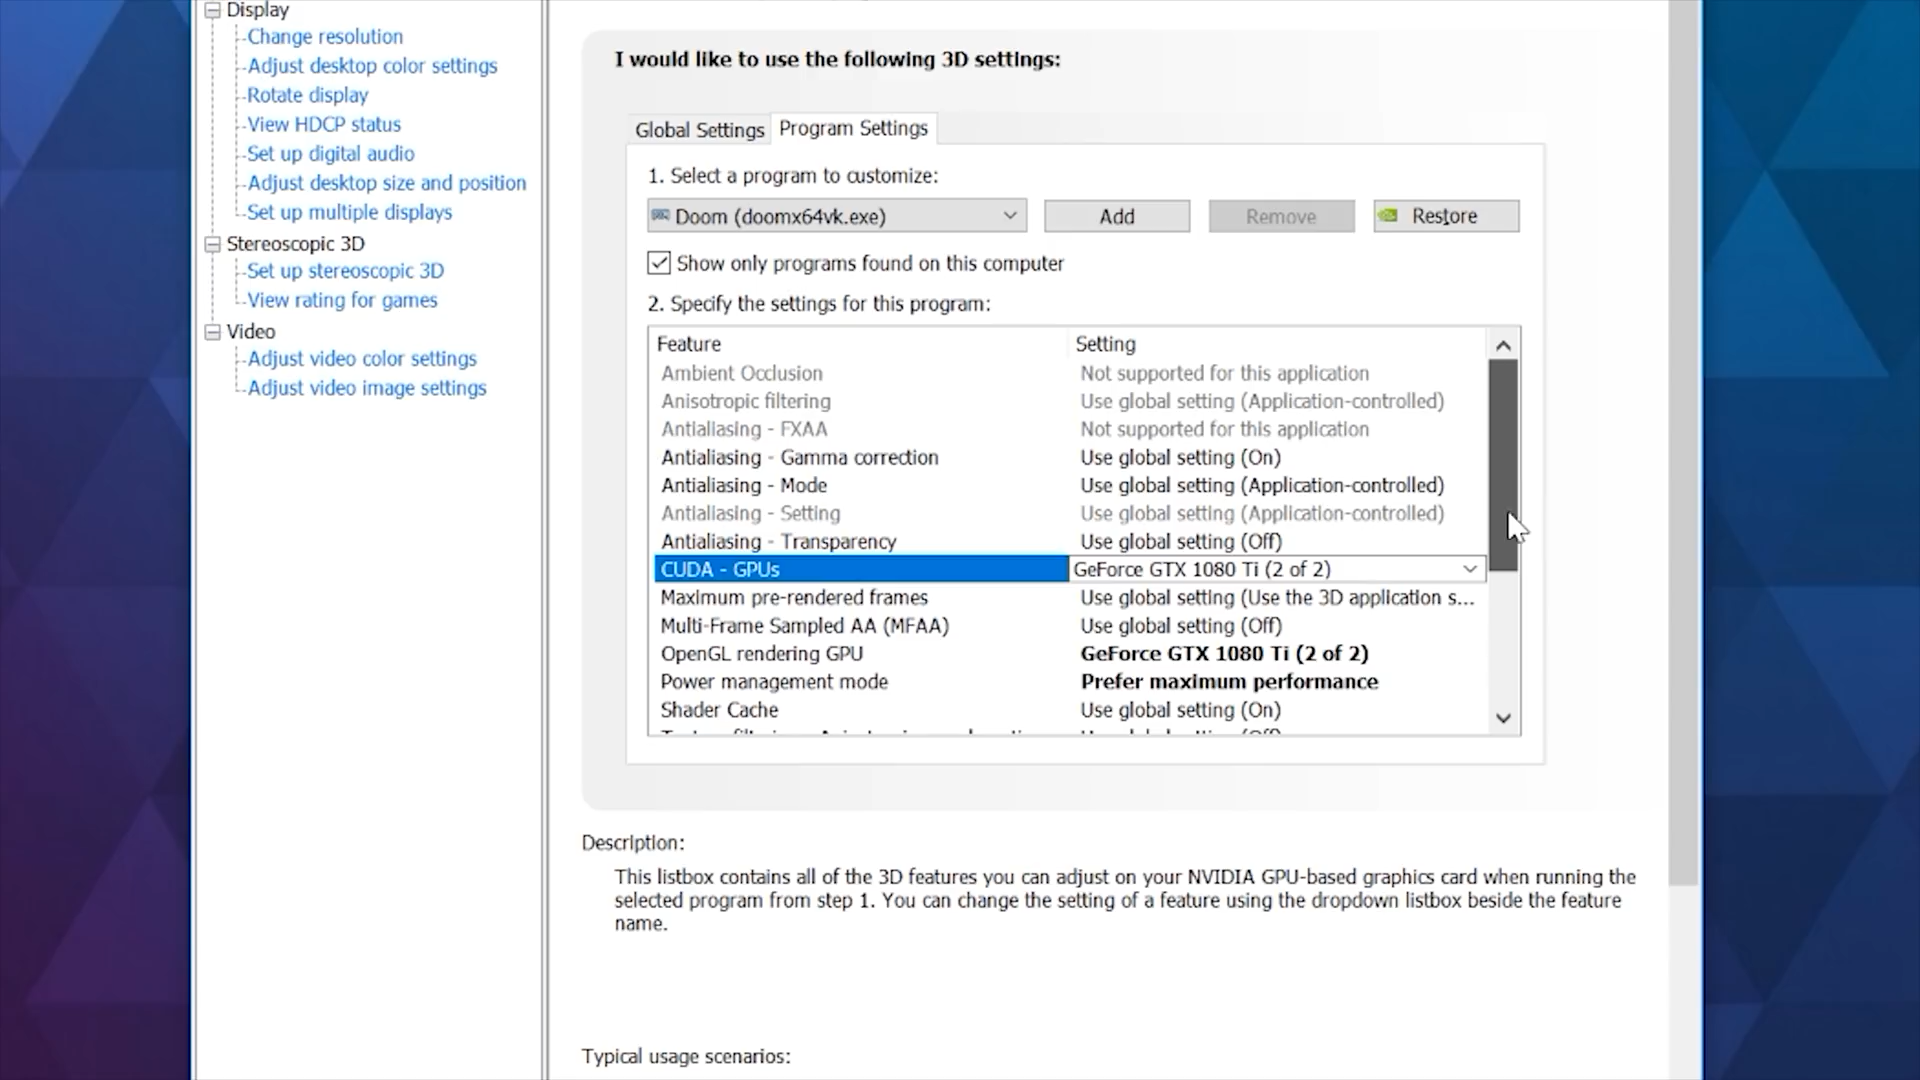 Display
Change resolution
Adjust desktop color settings
Rotate display
View HDCP status
Set up digital audio
Adjust desktop size and position
Set up multiple displays
Stereoscopic 3D
Set up stereoscopic 3D
View rating for games
Video
Adjust video color settings
Adjust video image settings
I would like to use the following 3D settings:
Global Settings
Program Settings
1. Select a program to customize:
Doom (doomx64vk.exe)
Add
Remove
Restore
Show only programs found on this computer
2. Specify the settings for this program:
Feature Setting
Ambient Occlusion Not supported for this application
Anisotropic filtering Use global setting (Application-controlled)
Antialiasing - FXAA Not supported for this application
Antialiasing - Gamma correction Use global setting (On)
Antialiasing - Mode Use global setting (Application-controlled)
Antialiasing - Setting Use global setting (Application-controlled)
Antialiasing - Transparency Use global setting (Off)
CUDA - GPUs GeForce GTX 1080 Ti (2 of 2)
Maximum pre-rendered frames Use global setting (Use the 3D application s...
Multi-Frame Sampled AA (MFAA) Use global setting (Off)
OpenGL rendering GPU GeForce GTX 1080 Ti (2 of 2)
Power management mode Prefer maximum performance
Shader Cache Use global setting (On)
Description:
This listbox contains all of the 3D features you can adjust on your NVIDIA GPU-based graphics card when running the
selected program from step 1. You can change the setting of a feature using the dropdown listbox beside the feature
name.
Typical usage scenarios: